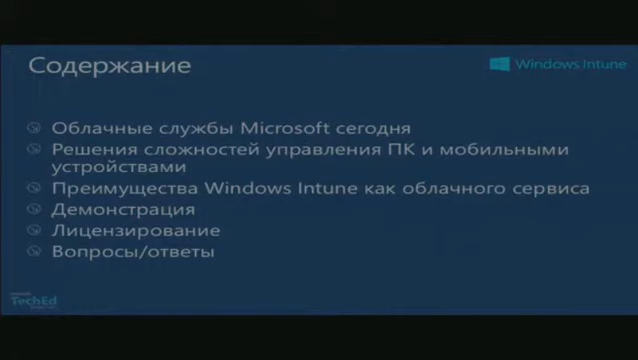 Содержание
Windows Intune
Облачные службы Microsoft сегодня
Решения сложностей управления ПК и мобильными
устройствами
Преимущества Windows Intune как облачного сервиса
Демонстрация
Лицензирование
Вопросы/ответы
TechEd